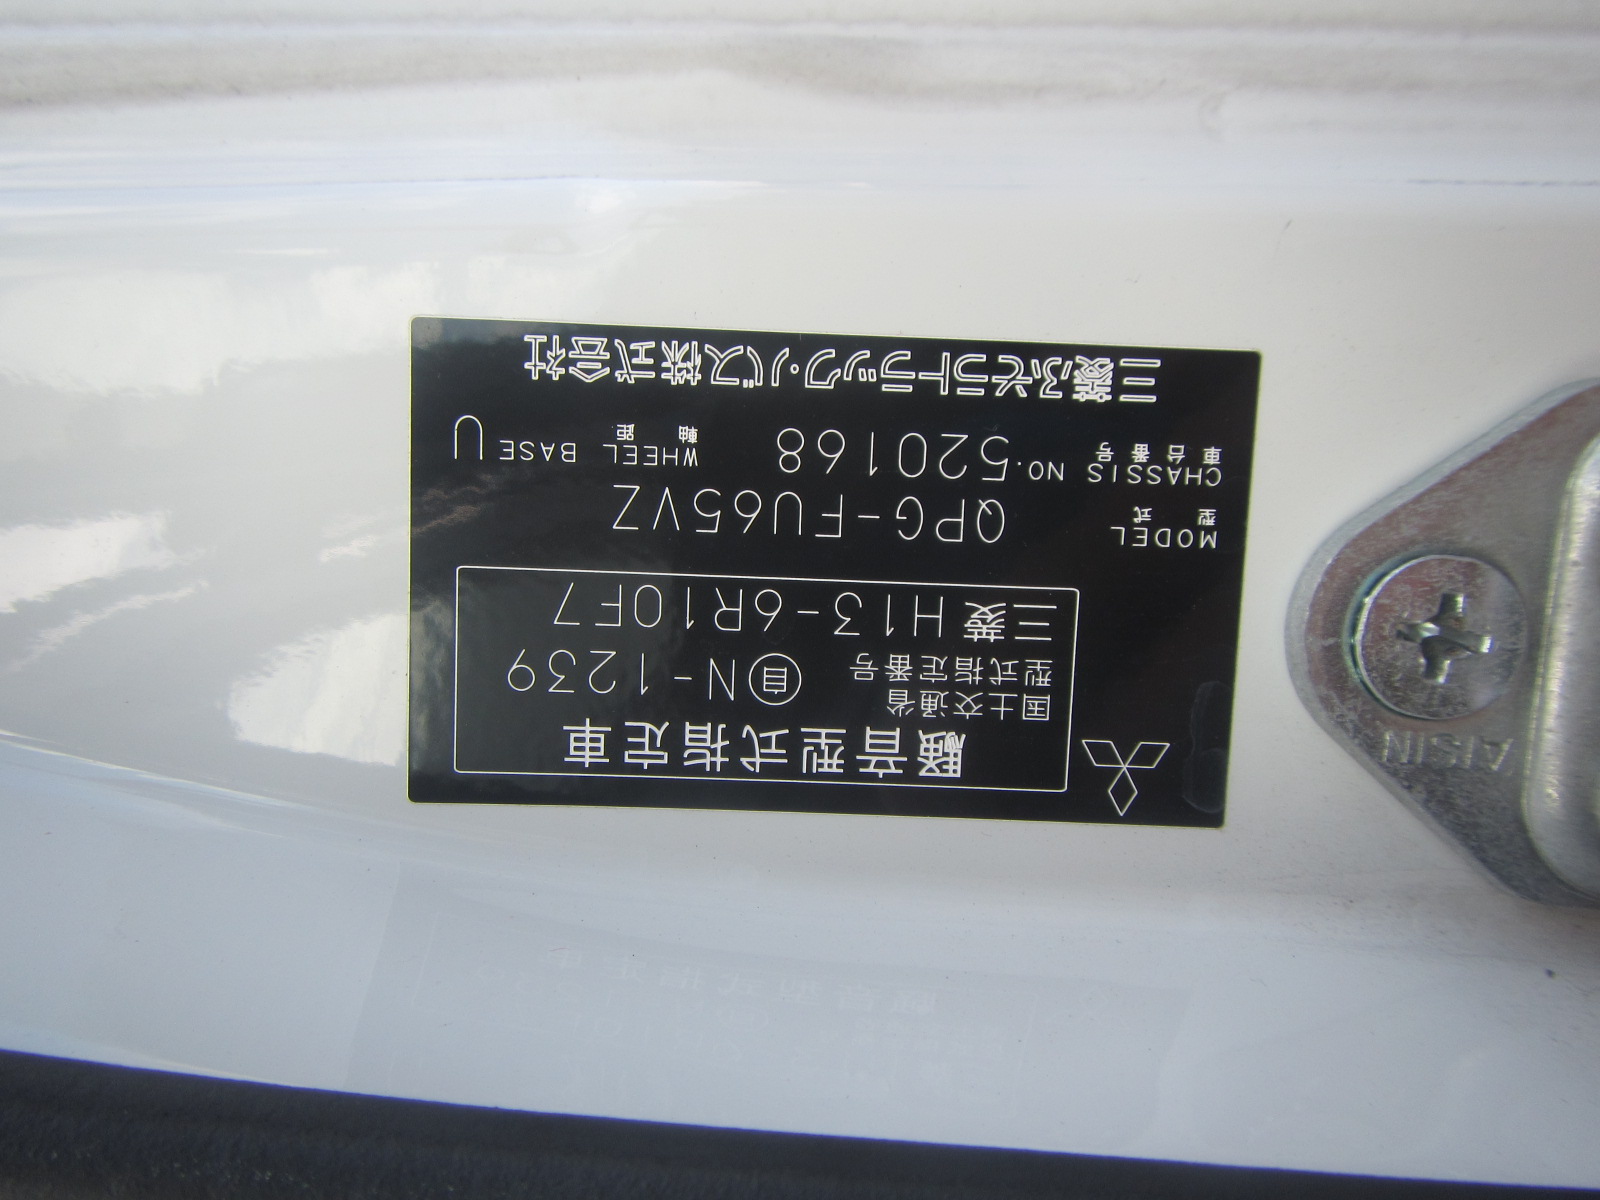 騒音型式指定車
国土交通省
型式指定番号 自N-1239
三菱 H13-6R10F7
MODEL 型式 QPG-FU65VZ
CHASSIS NO. 車台番号 520168 WHEEL BASE 軸距 U
三菱ふそうトラック・バス株式会社
AISIN